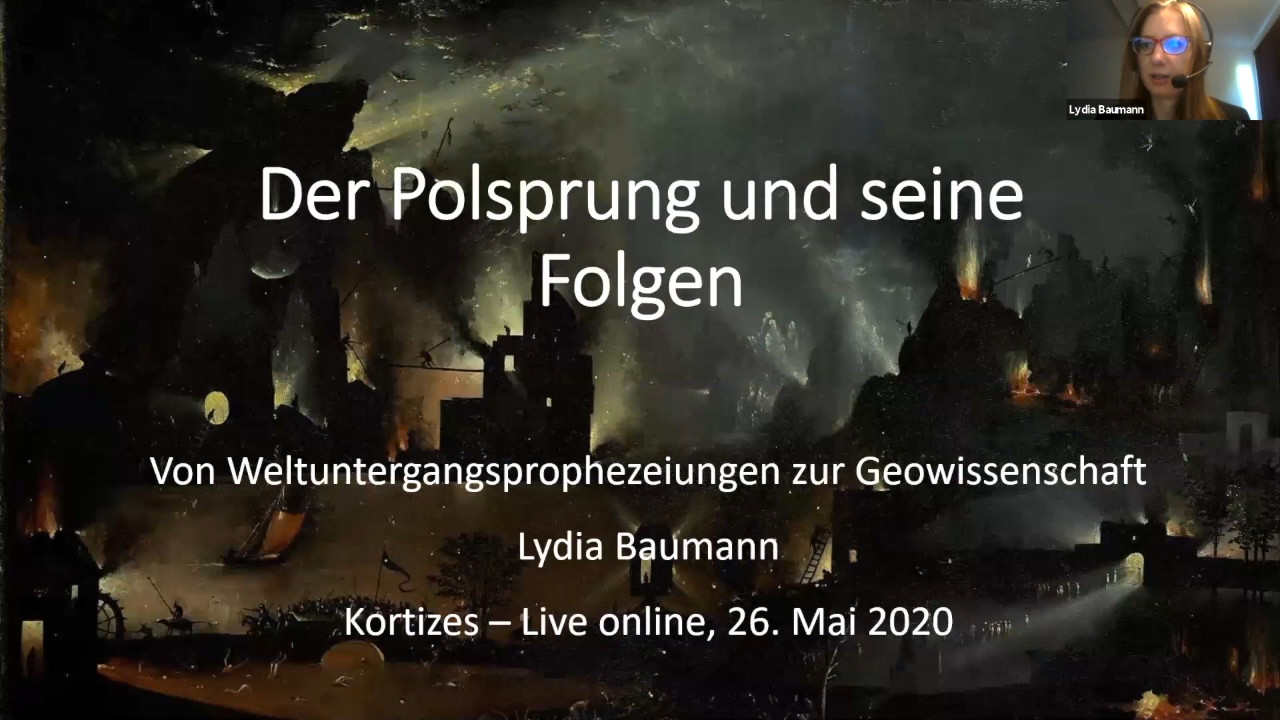 Lydia Baumann
Der Polsprung und seine
Folgen
Von Weltuntergangsprophezeiungen zur Geowissenschaft
Lydia Baumann
Kortizes – Live online, 26. Mai 2020